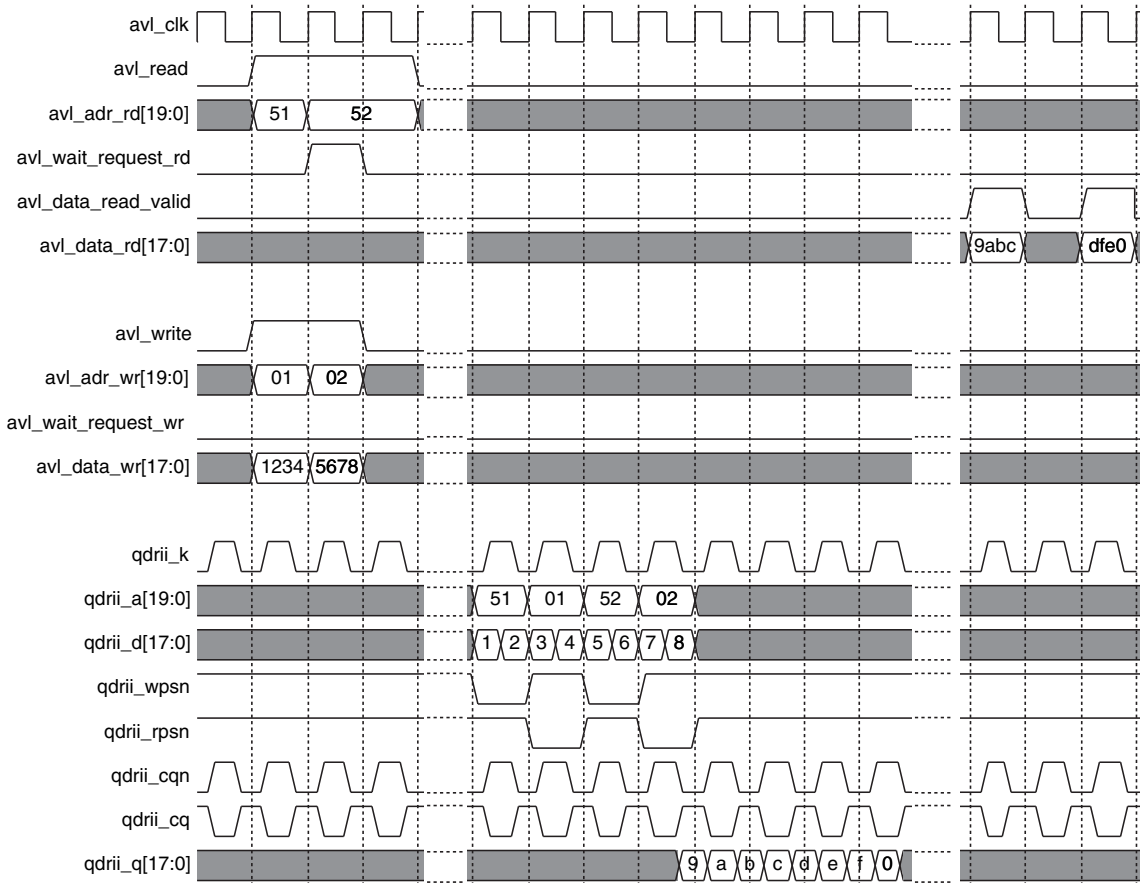 avl_clk
avl_read
avl_adr_rd[19:0] 51 52
avl_wait_request_rd
avl_data_read_valid
avl_data_rd[17:0] 9abc dfe0
avl_write
avl_adr_wr[19:0] 01 02
avl_wait_request_wr
avl_data_wr[17:0] 1234 5678
qdrii_k
qdrii_a[19:0] 51 01 52 02
qdrii_d[17:0] 1 2 3 4 5 6 7 8
qdrii_wpsn
qdrii_rpsn
qdrii_cqn
qdrii_cq
qdrii_q[17:0] 9 a b c d e f 0